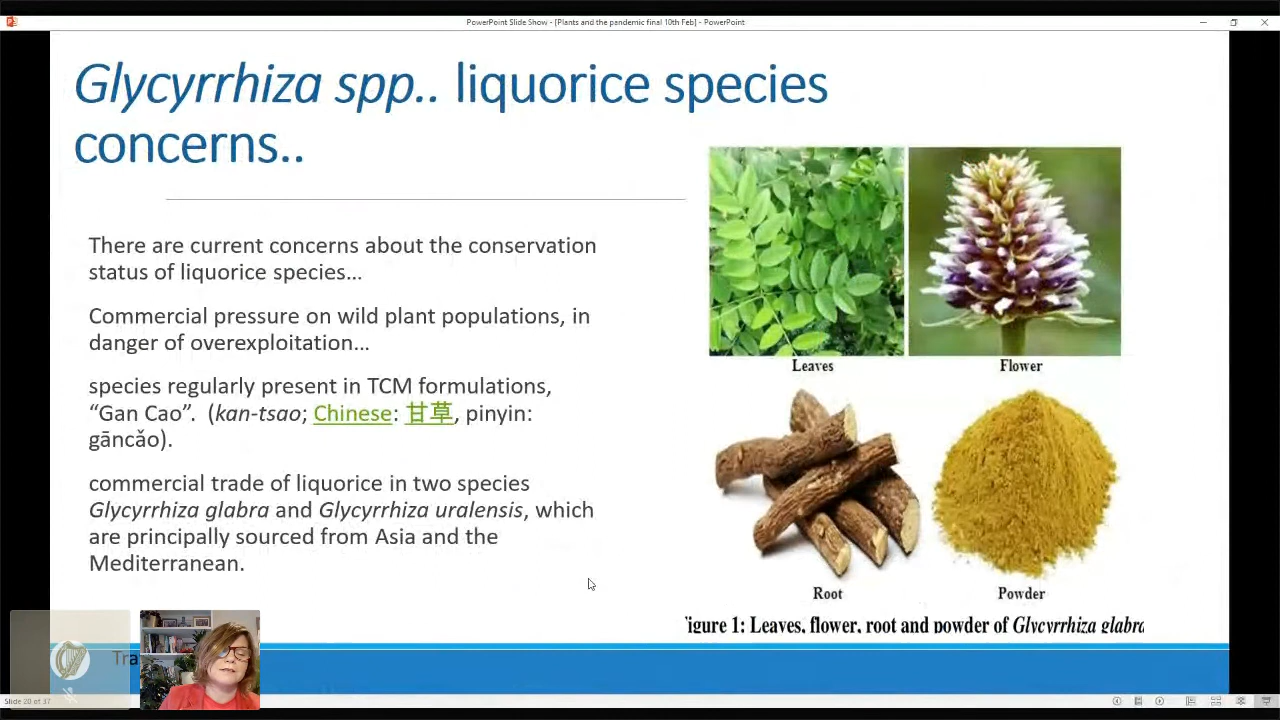 PowerPoint Slide Show - [Plants and the pandemic final 10th Feb] - PowerPoint
Glycyrrhiza spp.. liquorice species
concerns..
There are current concerns about the conservation
status of liquorice species...
Commercial pressure on wild plant populations, in
danger of overexploitation...
species regularly present in TCM formulations,
“Gan Cao”. (kan-tsao; Chinese: 甘草, pinyin:
gāncǎo).
commercial trade of liquorice in two species
Glycyrrhiza glabra and Glycyrrhiza uralensis, which
are principally sourced from Asia and the
Mediterranean.
Leaves
Flower
Root
Powder
igure 1: Leaves, flower, root and powder of Glycyrrhiza glabra
Slide 20 of 37